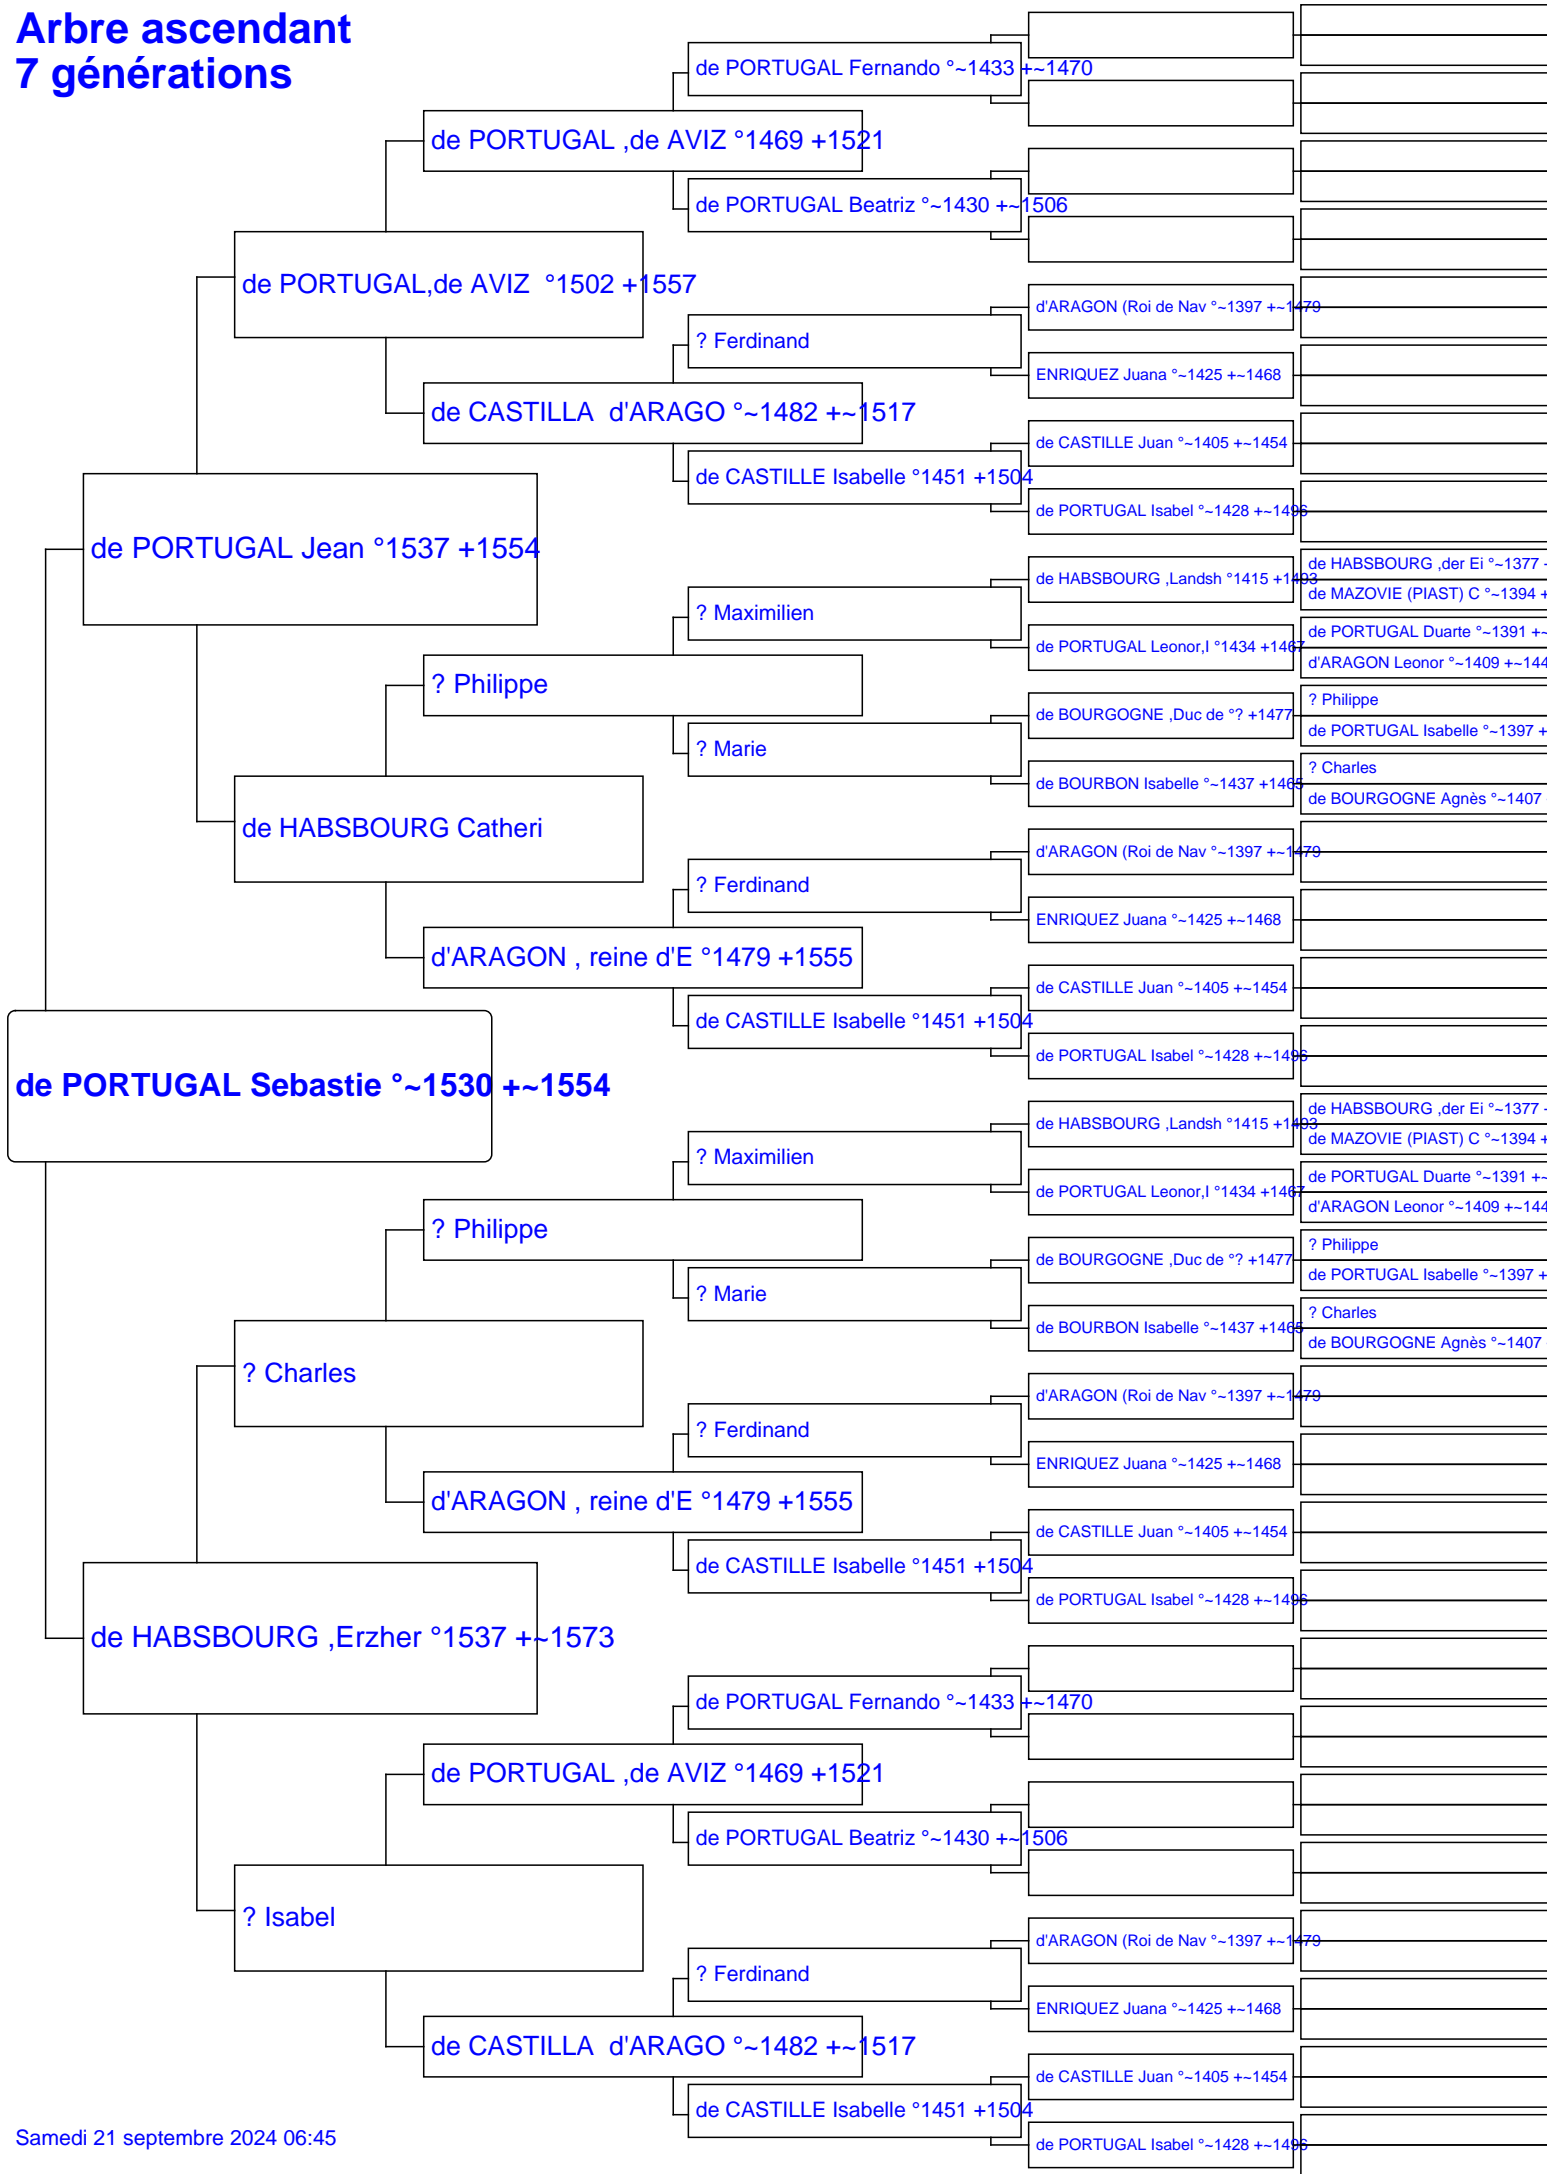 Arbre ascendant
7 générations
de PORTUGAL Fernando °~1433 +~1470
de PORTUGAL ,de AVIZ °1469 +1521
de PORTUGAL Beatriz °~1430 +~1506
de PORTUGAL,de AVIZ  °1502 +1557
d'ARAGON (Roi de Nav °~1397 +~1479
? Ferdinand
ENRIQUEZ Juana °~1425 +~1468
de CASTILLA  d'ARAGO °~1482 +~1517
de CASTILLE Juan °~1405 +~1454
de CASTILLE Isabelle °1451 +1504
de PORTUGAL Isabel °~1428 +~1496
de PORTUGAL Jean °1537 +1554
de HABSBOURG ,der Ei °~1377 -
de HABSBOURG ,Landsh °1415 +1493
de MAZOVIE (PIAST) C °~1394 +
? Maximilien
de PORTUGAL Duarte °~1391 +~
de PORTUGAL Leonor,I °1434 +1467
d'ARAGON Leonor °~1409 +~144
? Philippe
? Philippe
de BOURGOGNE ,Duc de °? +1477
de PORTUGAL Isabelle °~1397 +
? Marie
? Charles
de BOURBON Isabelle °~1437 +1465
de BOURGOGNE Agnès °~1407
de HABSBOURG Catheri
d'ARAGON (Roi de Nav °~1397 +~1479
? Ferdinand
ENRIQUEZ Juana °~1425 +~1468
d'ARAGON , reine d'E °1479 +1555
de CASTILLE Juan °~1405 +~1454
de CASTILLE Isabelle °1451 +1504
de PORTUGAL Isabel °~1428 +~1496
de PORTUGAL Sebastie °~1530 +~1554
de HABSBOURG ,der Ei °~1377 -
de HABSBOURG ,Landsh °1415 +1493
de MAZOVIE (PIAST) C °~1394 +
? Maximilien
de PORTUGAL Duarte °~1391 +~
de PORTUGAL Leonor,I °1434 +1467
d'ARAGON Leonor °~1409 +~144
? Philippe
? Philippe
de BOURGOGNE ,Duc de °? +1477
de PORTUGAL Isabelle °~1397 +
? Marie
? Charles
de BOURBON Isabelle °~1437 +1465
de BOURGOGNE Agnès °~1407
? Charles
d'ARAGON (Roi de Nav °~1397 +~1479
? Ferdinand
ENRIQUEZ Juana °~1425 +~1468
d'ARAGON , reine d'E °1479 +1555
de CASTILLE Juan °~1405 +~1454
de CASTILLE Isabelle °1451 +1504
de PORTUGAL Isabel °~1428 +~1496
de HABSBOURG ,Erzher °1537 +~1573
de PORTUGAL Fernando °~1433 +~1470
de PORTUGAL ,de AVIZ °1469 +1521
de PORTUGAL Beatriz °~1430 +~1506
? Isabel
d'ARAGON (Roi de Nav °~1397 +~1479
? Ferdinand
ENRIQUEZ Juana °~1425 +~1468
de CASTILLA  d'ARAGO °~1482 +~1517
de CASTILLE Juan °~1405 +~1454
de CASTILLE Isabelle °1451 +1504
de PORTUGAL Isabel °~1428 +~1496
Samedi 21 septembre 2024 06:45